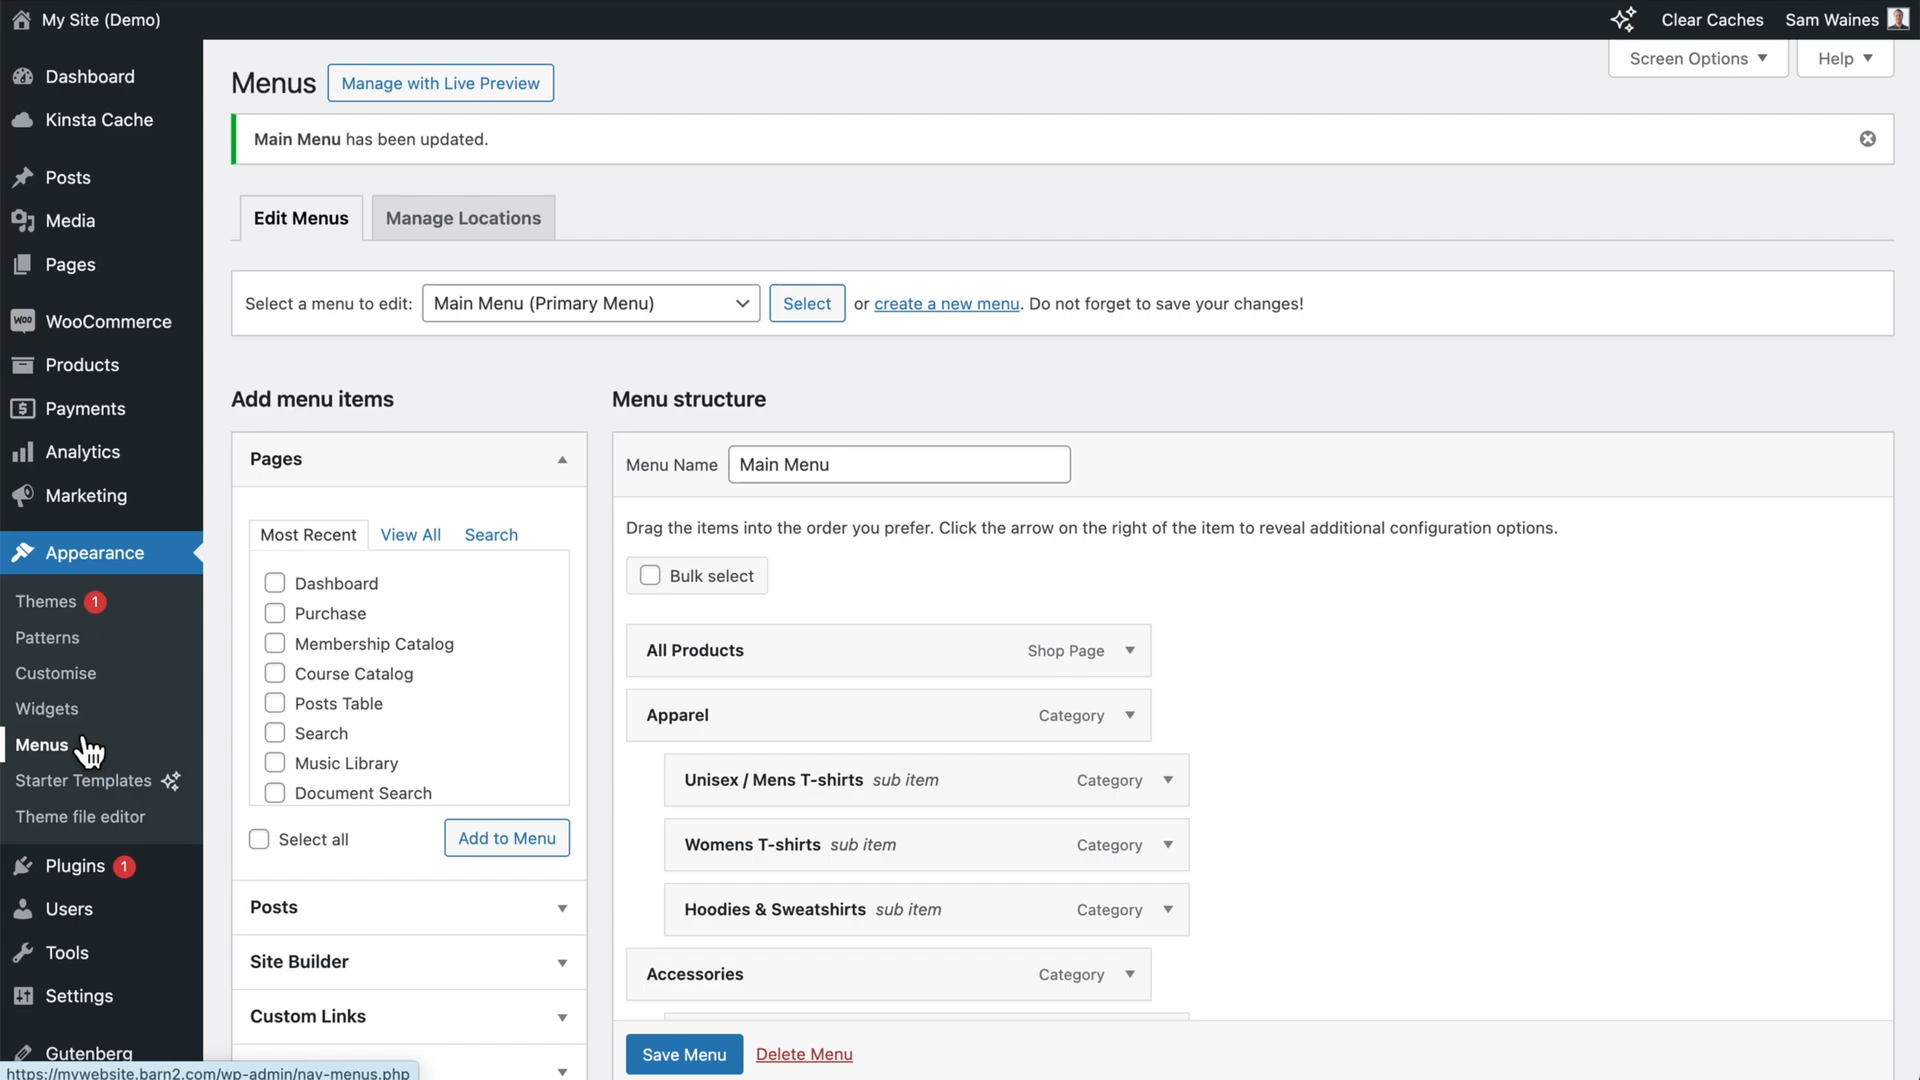 My Site (Demo)
Clear Caches
Sam Waines
Dashboard
Kinsta Cache
Posts
Media
Pages
WooCommerce
Products
Payments
Analytics
Marketing
Appearance
Themes 1
Patterns
Customise
Widgets
Menus
Starter Templates
Theme file editor
Plugins 1
Users
Tools
Settings
Gutenberg
https://mywebsite.barn2.com/wp-admin/nav-menus.php
Screen Options
Help
Menus
Manage with Live Preview
Main Menu has been updated.
Edit Menus
Manage Locations
Select a menu to edit: Main Menu (Primary Menu) Select or create a new menu. Do not forget to save your changes!
Add menu items
Pages
Most Recent View All Search
Dashboard
Purchase
Membership Catalog
Course Catalog
Posts Table
Search
Music Library
Document Search
Select all
Add to Menu
Posts
Site Builder
Custom Links
Menu structure
Menu Name Main Menu
Drag the items into the order you prefer. Click the arrow on the right of the item to reveal additional configuration options.
Bulk select
All Products Shop Page
Apparel Category
Unisex / Mens T-shirts sub item Category
Womens T-shirts sub item Category
Hoodies & Sweatshirts sub item Category
Accessories Category
Save Menu Delete Menu